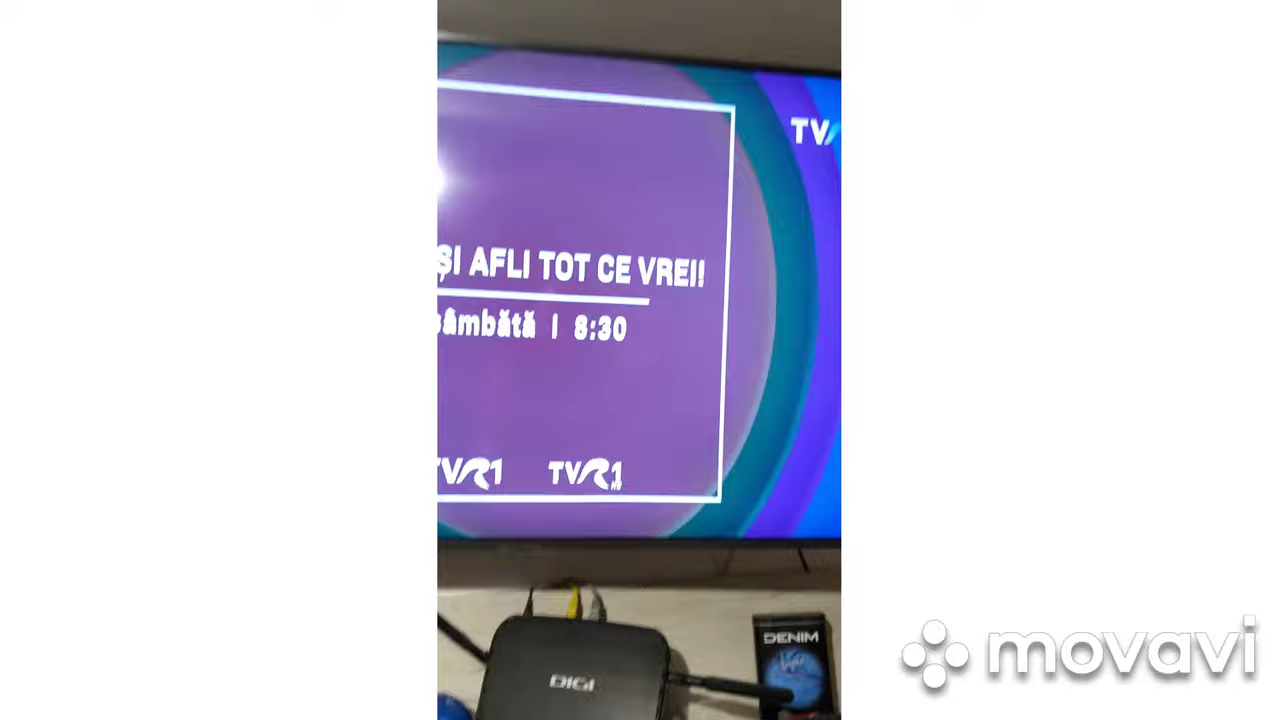 TV
ȘI AFLI TOT CE VREI!
sâmbătă | 8:30
TVR1 TVR1
DIGI
DENIM
movavi